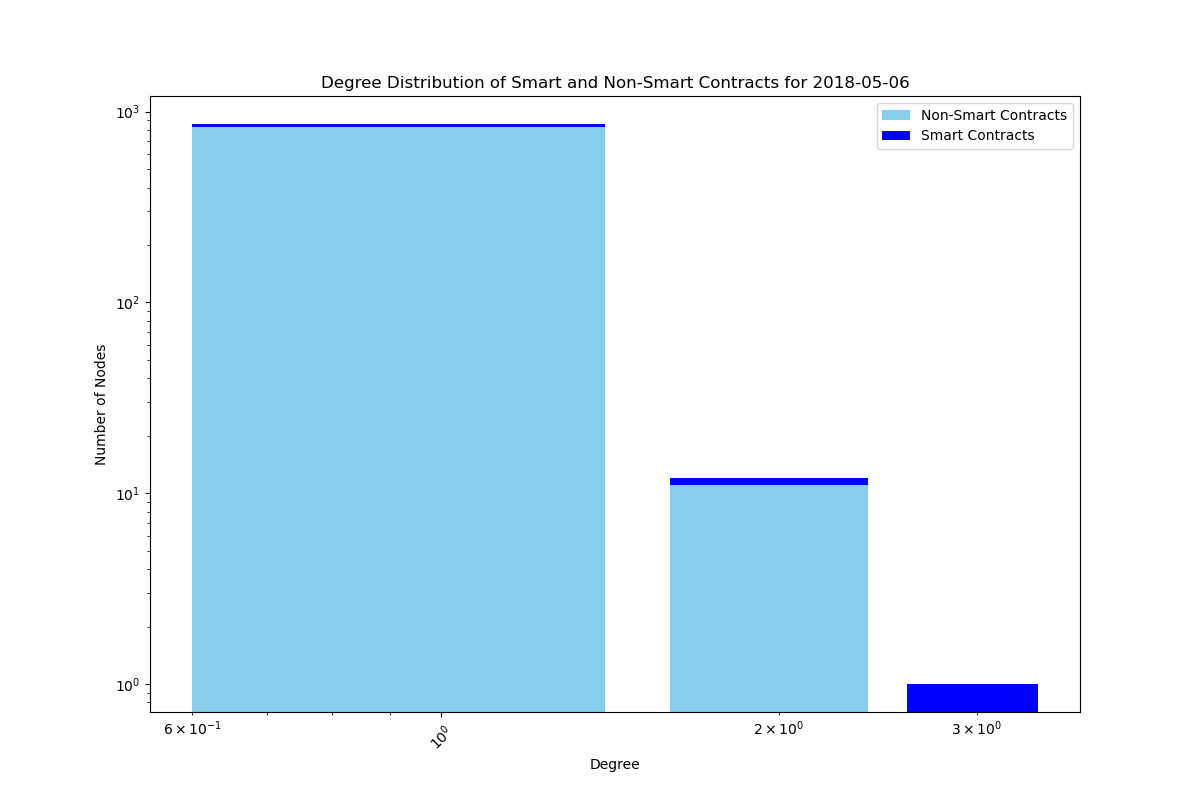 Degree Distribution of Smart and Non-Smart Contracts for 2018-05-06
Non-Smart Contracts
Smart Contracts
10³
10²
10¹
10⁰
Number of Nodes
6 × 10⁻¹
10⁰
2 × 10⁰
3 × 10⁰
Degree